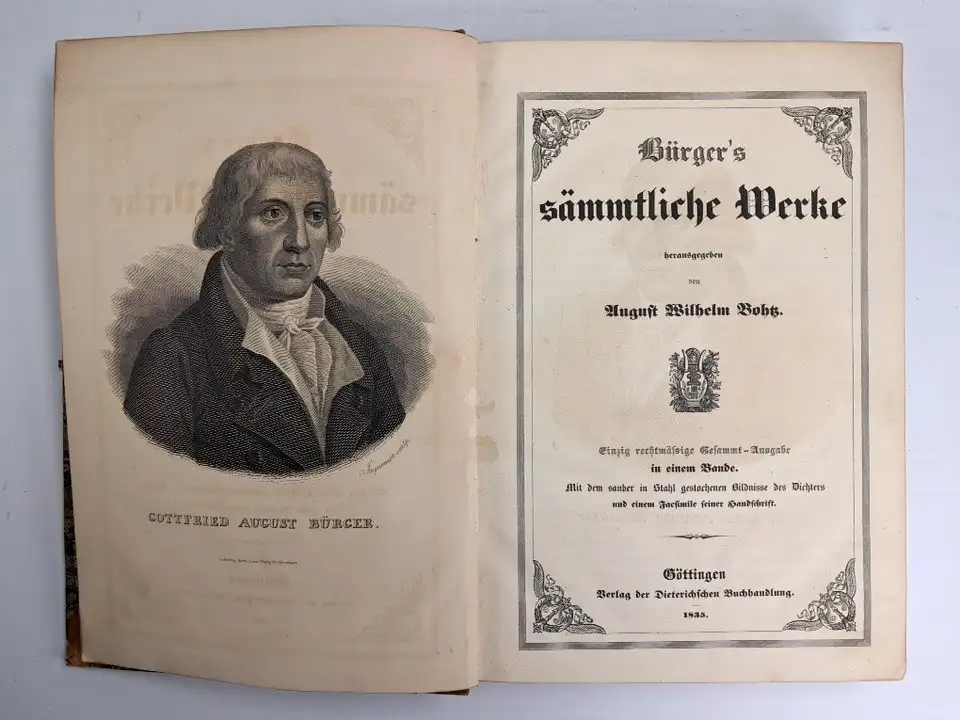 GOTTFRIED AUGUST BÜRGER.
Bürger's
sämmtliche Werke
herausgegeben
von
August Wilhelm Bohtz.
Einzig rechtmäßige Gesammt-Ausgabe
in einem Bande.
Mit dem sauber in Stahl gestochenen Bildnisse des Dichters
und einem Facsimile seiner Handschrift.
Göttingen
Verlag der Dieterichschen Buchhandlung.
1835.